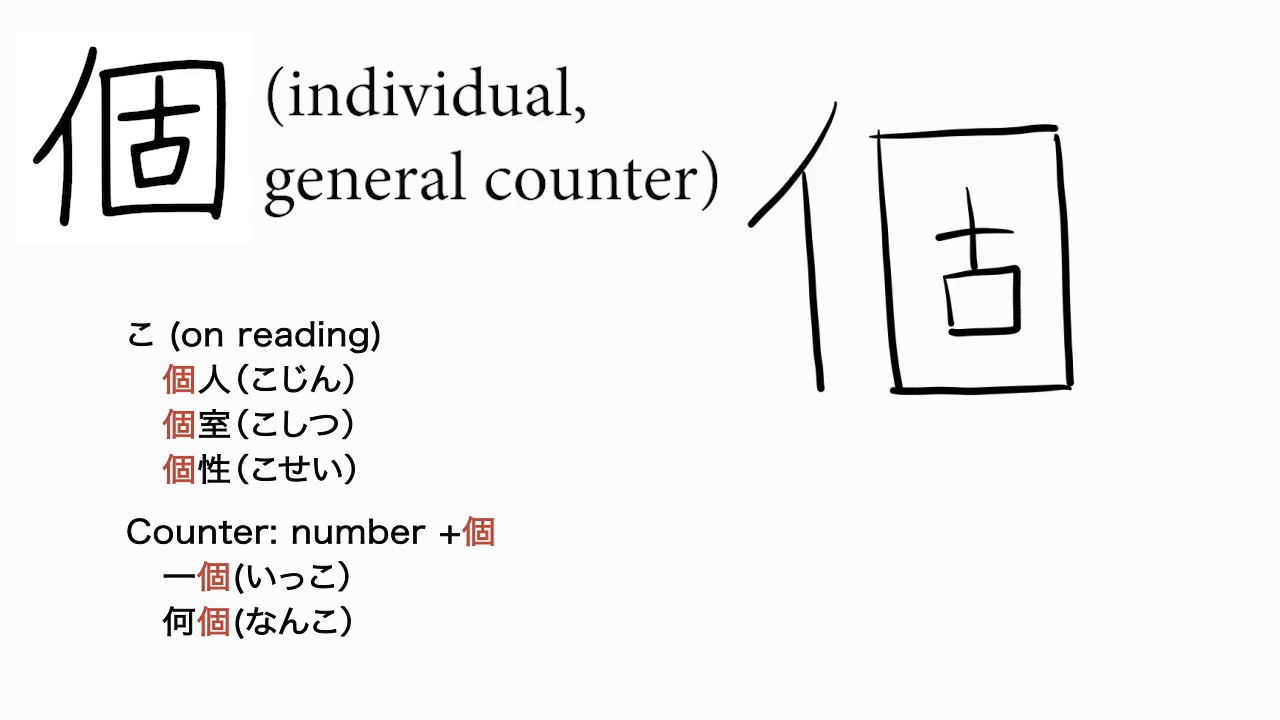 個 (individual,
general counter)
個
こ (on reading)
個人(こじん)
個室(こしつ)
個性(こせい)
Counter: number +個
一個(いっこ)
何個(なんこ)